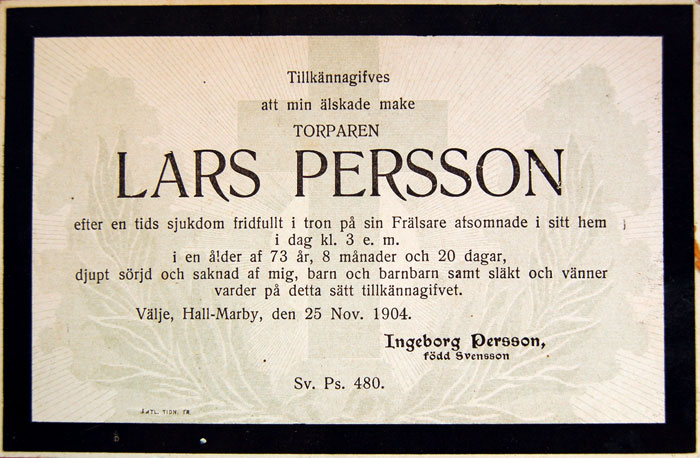 Tillkännagifves
att min älskade make
TORPAREN
LARS PERSSON
efter en tids sjukdom fridfullt i tron på sin Frälsare afsomnade i sitt hem
i dag kl. 3 e. m.
i en ålder af 73 år, 8 månader och 20 dagar,
djupt sörjd och saknad af mig, barn och barnbarn samt släkt och vänner
varder på detta sätt tillkännagifvet.
Välje, Hall-Marby, den 25 Nov. 1904.
Ingeborg Persson,
född Svensson
Sv. Ps. 480.
TIDN. TR.